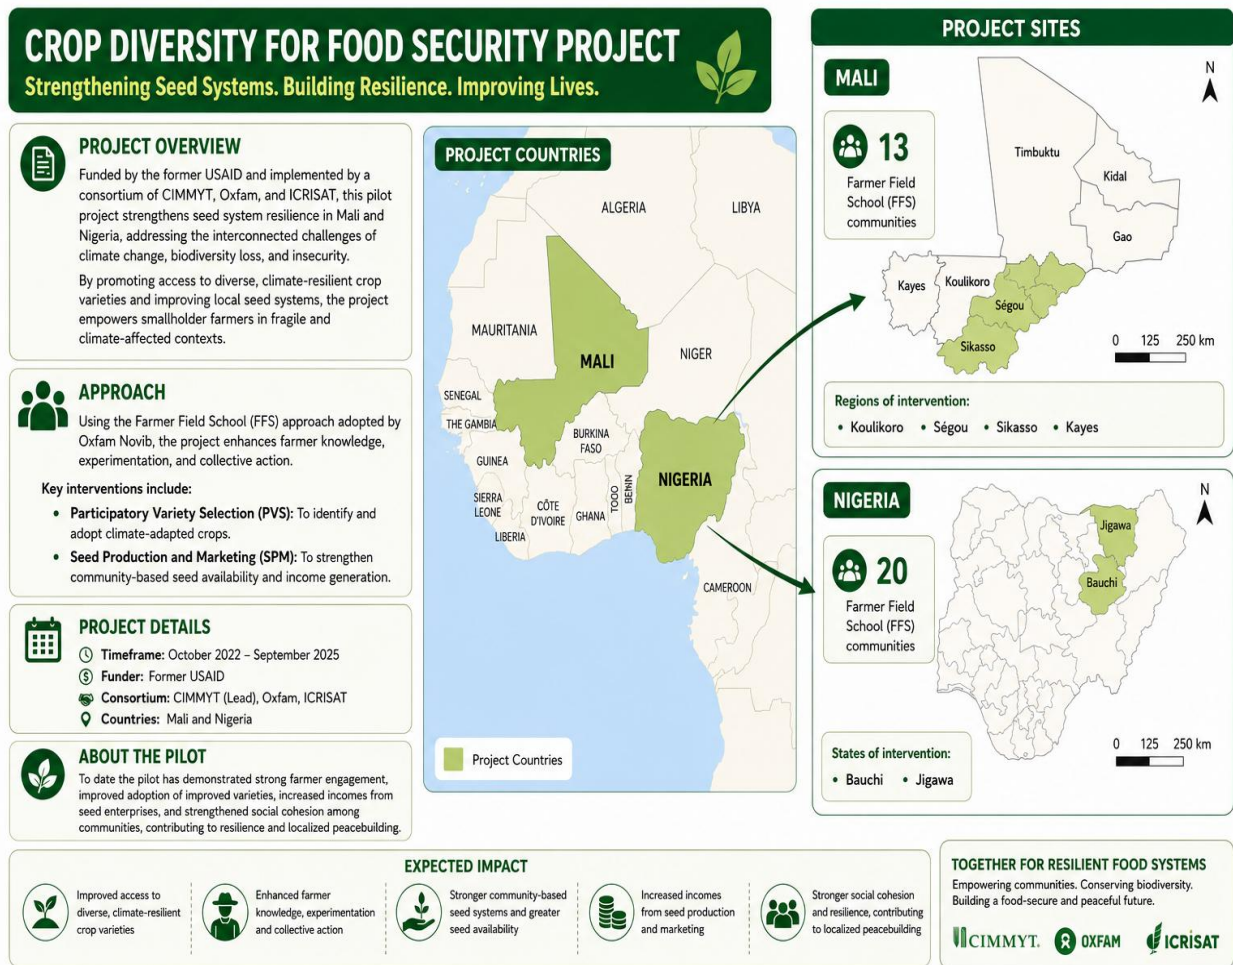 CROP DIVERSITY FOR FOOD SECURITY PROJECT
Strengthening Seed Systems. Building Resilience. Improving Lives.
PROJECT OVERVIEW
Funded by the former USAID and implemented by a
consortium of CIMMYT, Oxfam, and ICRISAT, this pilot
project strengthens seed system resilience in Mali and
Nigeria, addressing the interconnected challenges of
climate change, biodiversity loss, and insecurity.
By promoting access to diverse, climate-resilient crop
varieties and improving local seed systems, the project
empowers smallholder farmers in fragile and
climate-affected contexts.
APPROACH
Using the Farmer Field School (FFS) approach adopted by
Oxfam Novib, the project enhances farmer knowledge,
experimentation, and collective action.
Key interventions include:
• Participatory Variety Selection (PVS): To identify and
adopt climate-adapted crops.
• Seed Production and Marketing (SPM): To strengthen
community-based seed availability and income generation.
PROJECT DETAILS
Timeframe: October 2022 – September 2025
$ Funder: Former USAID
Consortium: CIMMYT (Lead), Oxfam, ICRISAT
Countries: Mali and Nigeria
ABOUT THE PILOT
To date the pilot has demonstrated strong farmer engagement,
improved adoption of improved varieties, increased incomes from
seed enterprises, and strengthened social cohesion among
communities, contributing to resilience and localized peacebuilding.
PROJECT COUNTRIES
ALGERIA
LIBYA
MAURITANIA
MALI
NIGER
SENEGAL
THE GAMBIA
BURKINA
FASO
GUINEA
NIGERIA
SIERRA
LEONE
CÔTE
D'IVOIRE
GHANA
TOOO
BENIN
LIBERIA
CAMEROON
Project Countries
PROJECT SITES
MALI
N
13
Farmer Field
School (FFS)
communities
Timbuktu
Kidal
Gao
Kayes
Koulikoro
Ségou
Sikasso
0 125 250 km
Regions of intervention:
• Koulikoro • Ségou • Sikasso • Kayes
NIGERIA
N
20
Farmer Field
School (FFS)
communities
Jigawa
Bauchi
0 125 250 km
States of intervention:
• Bauchi • Jigawa
EXPECTED IMPACT
Improved access to
diverse, climate-resilient
crop varieties
Enhanced farmer
knowledge, experimentation
and collective action
Stronger community-based
seed systems and greater
seed availability
Increased incomes
from seed production
and marketing
Stronger social cohesion
and resilience, contributing
to localized peacebuilding
TOGETHER FOR RESILIENT FOOD SYSTEMS
Empowering communities. Conserving biodiversity.
Building a food-secure and peaceful future.
CIMMYT.
OXFAM
ICRISAT